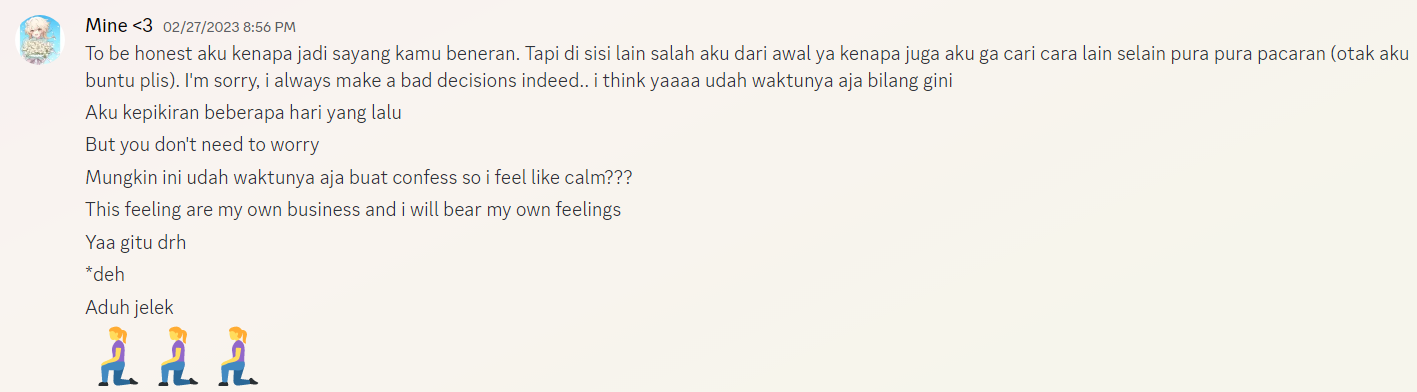 Mine <3 02/27/2023 8:56 PM
To be honest aku kenapa jadi sayang kamu beneran. Tapi di sisi lain salah aku dari awal ya kenapa juga aku ga cari cara lain selain pura pura pacaran (otak aku
buntu plis). I'm sorry, i always make a bad decisions indeed.. i think yaaaa udah waktunya aja bilang gini
Aku kepikiran beberapa hari yang lalu
But you don't need to worry
Mungkin ini udah waktunya aja buat confess so i feel like calm???
This feeling are my own business and i will bear my own feelings
Yaa gitu drh
*deh
Aduh jelek